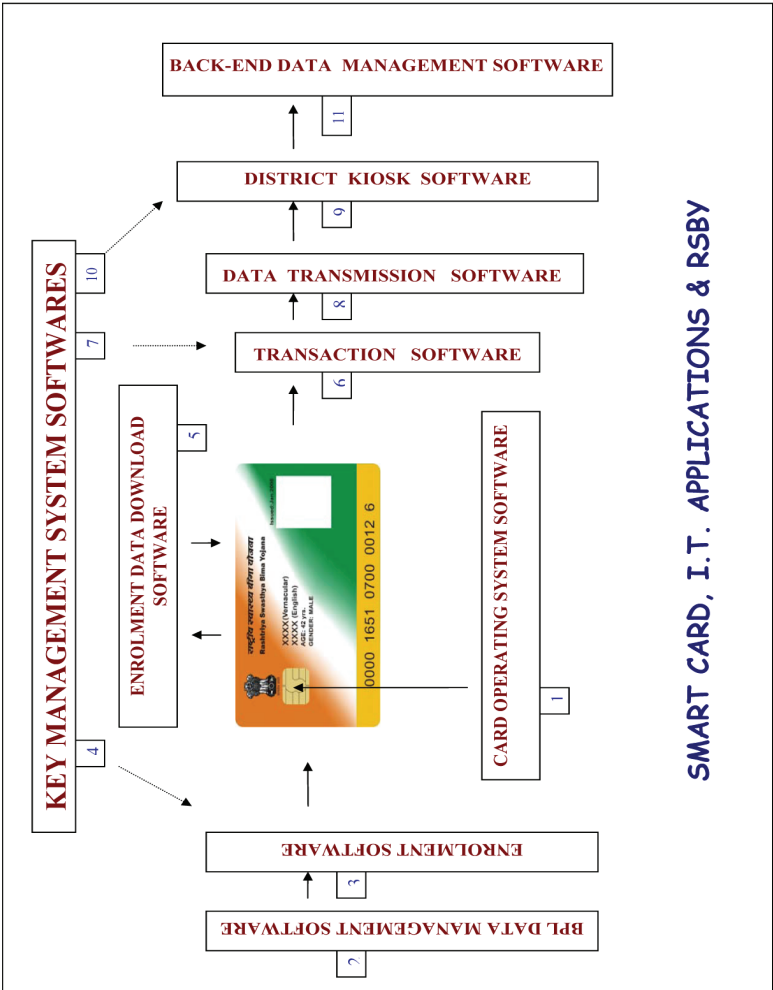 KEY MANAGEMENT SYSTEM SOFTWARES
4
7
10
ENROLMENT DATA DOWNLOAD
SOFTWARE
5
BPL DATA MANAGEMENT SOFTWARE
2
ENROLMENT SOFTWARE
3
राष्ट्रीय स्वास्थ्य बीमा योजना
Rashtriya Swasthya Bima Yojana
XXXX(Vernacular)
XXXX (English)
AGE: 42 yrs.
GENDER: MALE
0000 1651 0700 0012 6
TRANSACTION SOFTWARE
6
DATA TRANSMISSION SOFTWARE
8
DISTRICT KIOSK SOFTWARE
9
BACK-END DATA MANAGEMENT SOFTWARE
11
CARD OPERATING SYSTEM SOFTWARE
1
SMART CARD, I.T. APPLICATIONS & RSBY